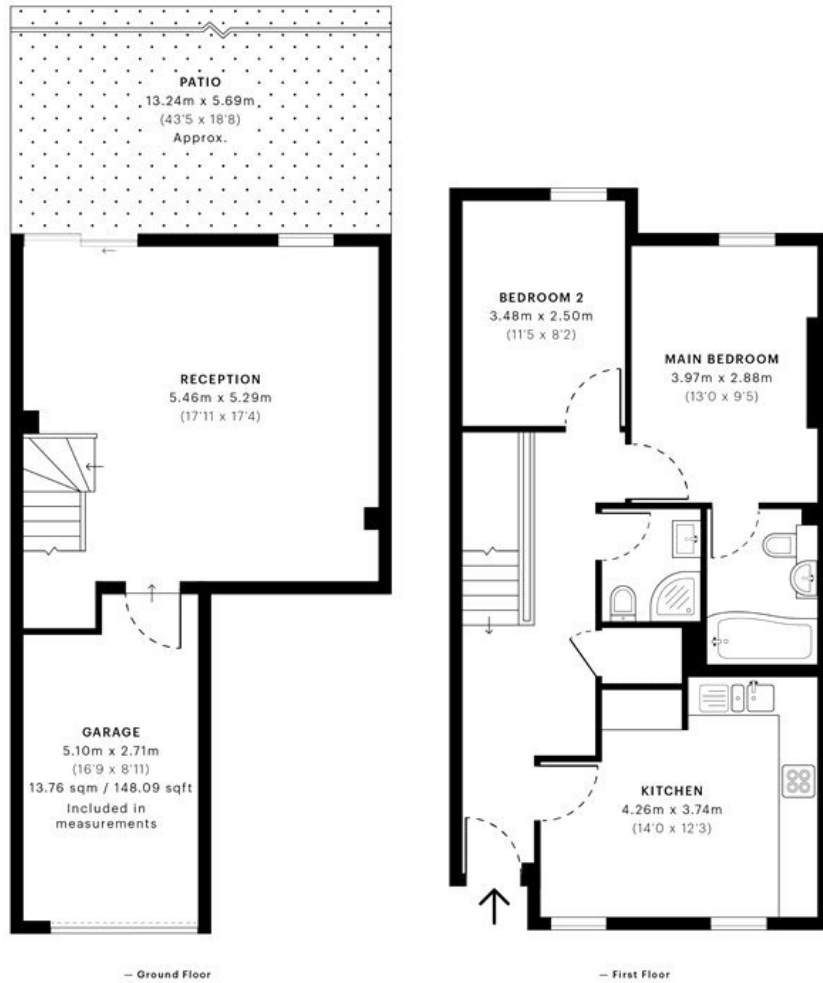 PATIO
13.24m x 5.69m
(43'5 x 18'8)
Approx.
RECEPTION
5.46m x 5.29m
(17'11 x 17'4)
GARAGE
5.10m x 2.71m
(16'9 x 8'11)
13.76 sqm / 148.09 sqft
Included in
measurements
— Ground Floor
BEDROOM 2
3.48m x 2.50m
(11'5 x 8'2)
MAIN BEDROOM
3.97m x 2.88m
(13'0 x 9'5)
KITCHEN
4.26m x 3.74m
(14'0 x 12'3)
— First Floor